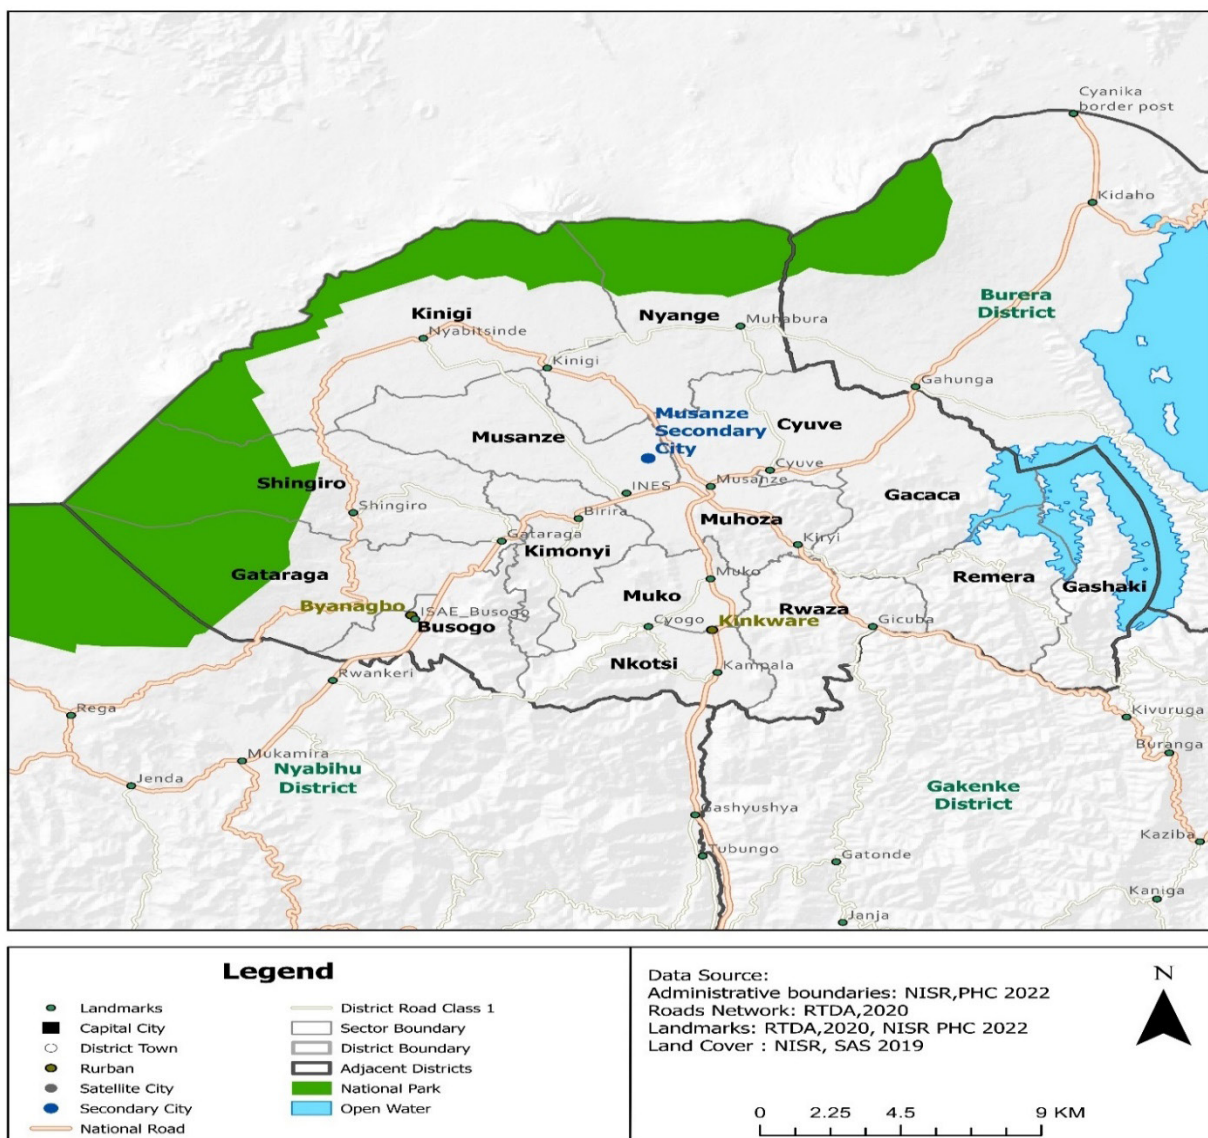 Cyanika
border post
Kidaho
Burera
District
Kinigi
Nyange
Muhabura
Nyabitsinde
Kinigi
Gahunga
Musanze
Secondary
City
Musanze
Cyuve
Cyuve
Shingiro
INES
Musanze
Gacaca
Shingiro
Birira
Muhoza
Gataraga
Kimonyi
Kiryi
Gataraga
Muko
Remera
Gashaki
Muko
Byanagbo
ISAE_Busogo
Busogo
Rwaza
Cyogo
Kinkware
Gicuba
Nkotsi
Kampala
Rwankeri
Rega
Kivuruga
Buranga
Mukamira
Jenda
Nyabihu
District
Gakenke
District
Gashyushya
Kaziba
Tubungo
Gatonde
Kaniga
Janja
Legend
Landmarks
Capital City
District Town
Rurban
Satellite City
Secondary City
National Road
District Road Class 1
Sector Boundary
District Boundary
Adjacent Districts
National Park
Open Water
Data Source:
Administrative boundaries: NISR,PHC 2022
Roads Network: RTDA,2020
Landmarks: RTDA,2020, NISR PHC 2022
Land Cover : NISR, SAS 2019
N
0 2.25 4.5 9 KM